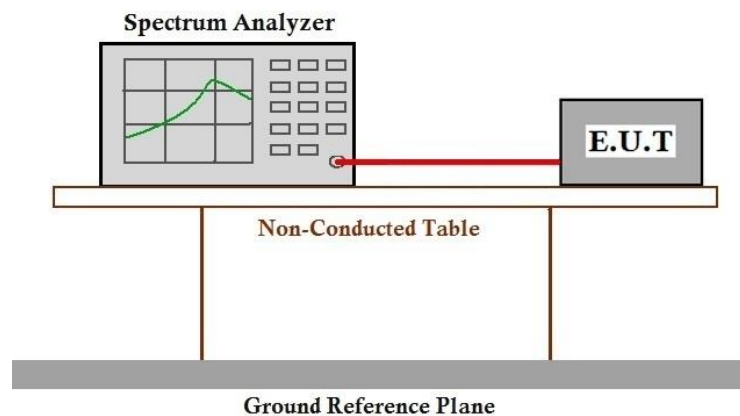 Spectrum Analyzer
E.U.T
Non-Conducted Table
Ground Reference Plane